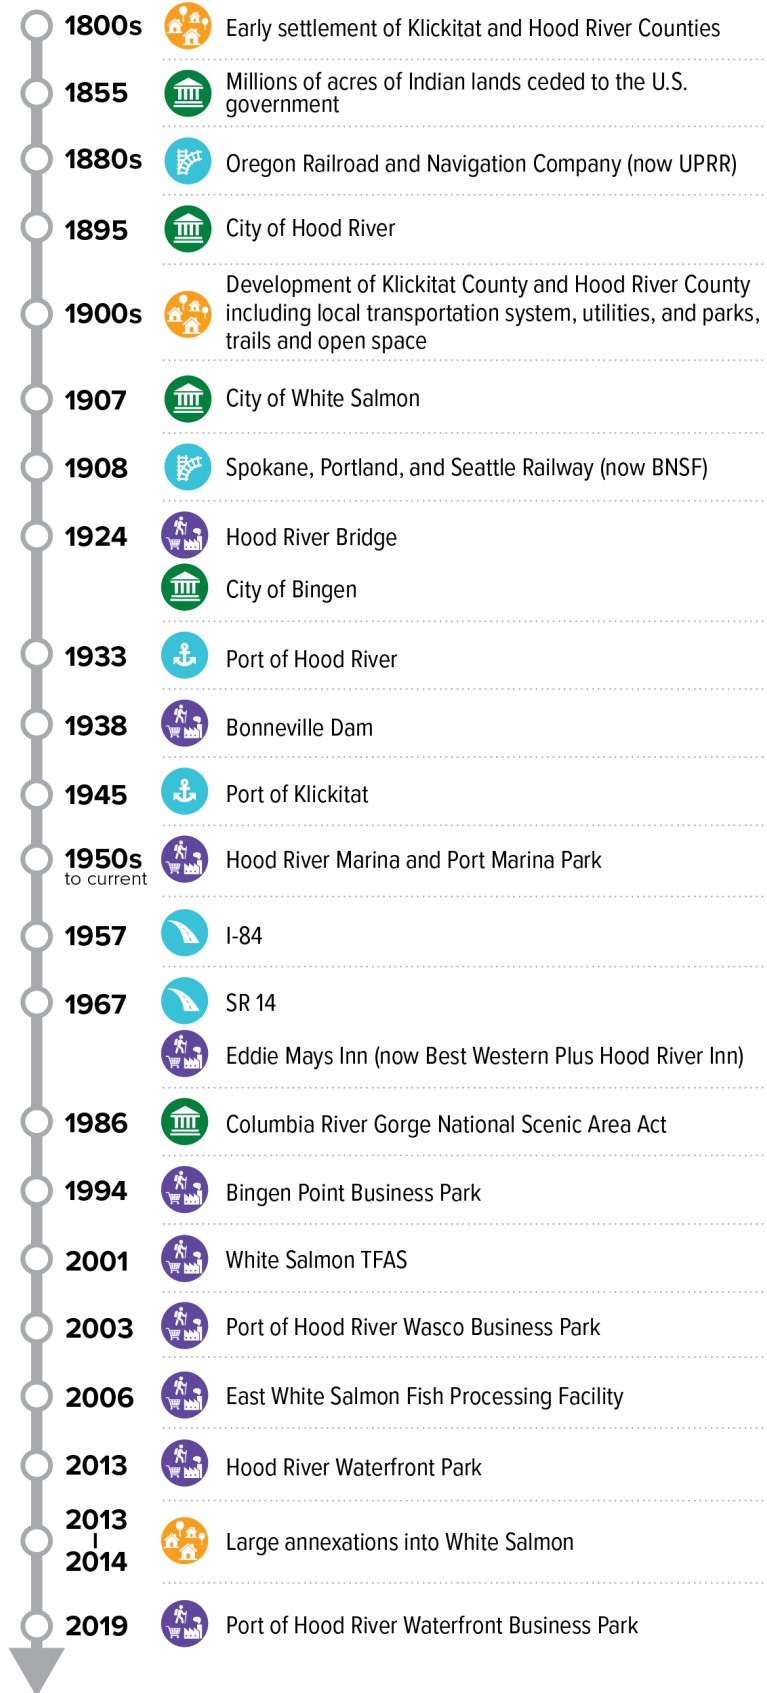 1800s
Early settlement of Klickitat and Hood River Counties
1855
Millions of acres of Indian lands ceded to the U.S.
government
1880s
Oregon Railroad and Navigation Company (now UPRR)
1895
City of Hood River
1900s
Development of Klickitat County and Hood River County
including local transportation system, utilities, and parks,
trails and open space
1907
City of White Salmon
1908
Spokane, Portland, and Seattle Railway (now BNSF)
1924
Hood River Bridge
City of Bingen
1933
Port of Hood River
1938
Bonneville Dam
1945
Port of Klickitat
1950s
to current
Hood River Marina and Port Marina Park
1957
I-84
1967
SR 14
Eddie Mays Inn (now Best Western Plus Hood River Inn)
1986
Columbia River Gorge National Scenic Area Act
1994
Bingen Point Business Park
2001
White Salmon TFAS
2003
Port of Hood River Wasco Business Park
2006
East White Salmon Fish Processing Facility
2013
Hood River Waterfront Park
2013
–
2014
Large annexations into White Salmon
2019
Port of Hood River Waterfront Business Park